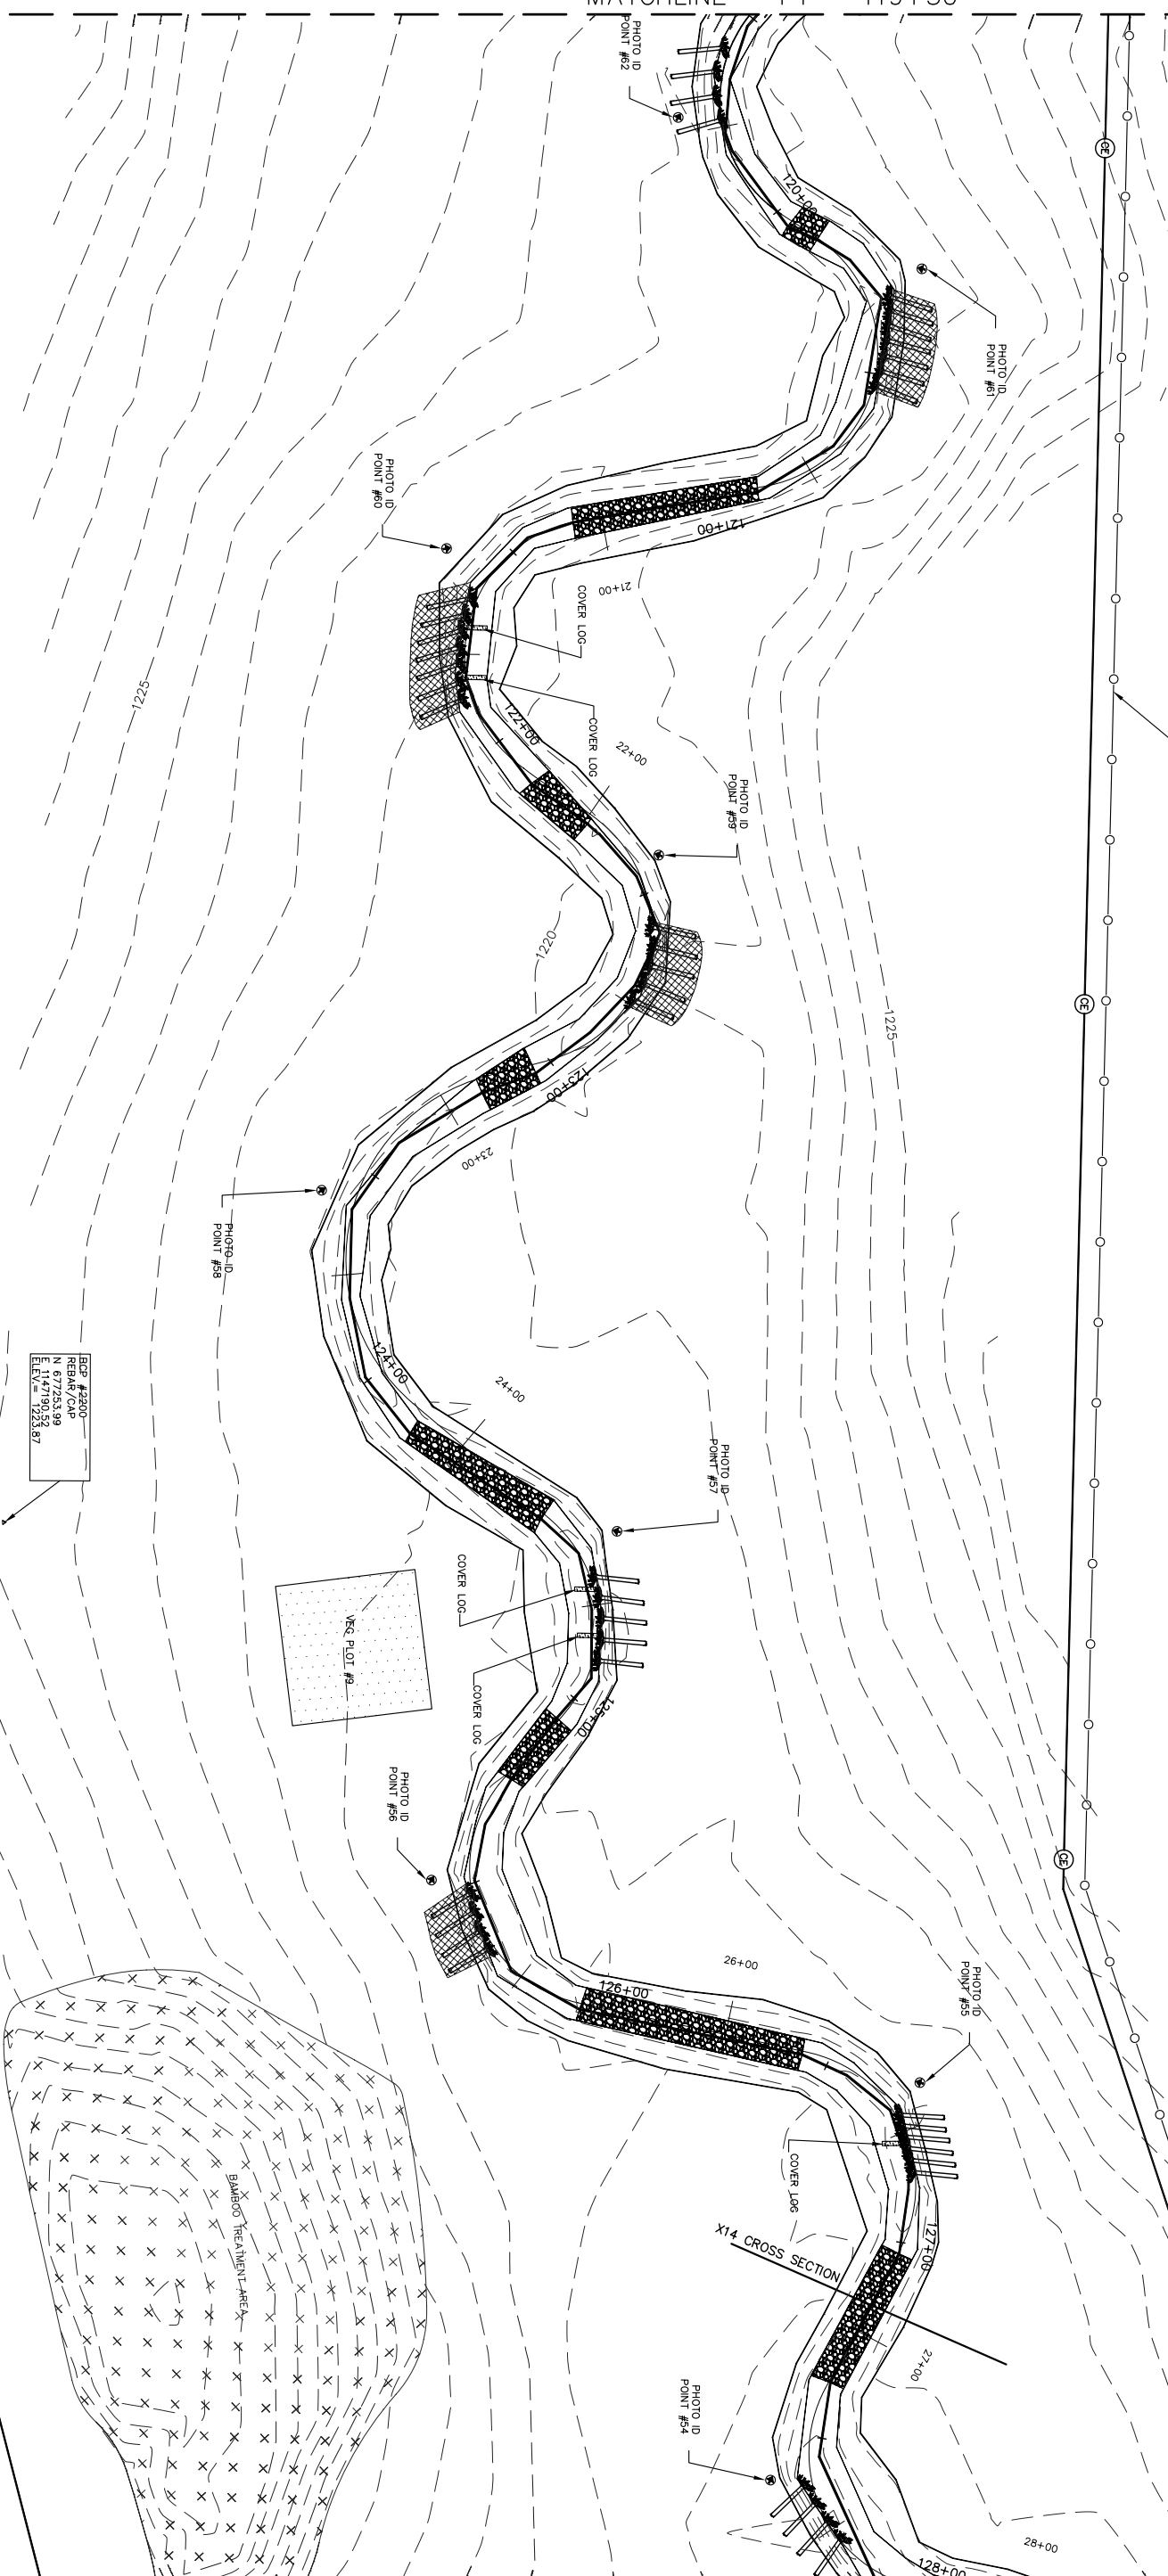 PHOTO ID
POINT #62
120+00
CE
PHOTO ID
POINT #61
PHOTO ID
POINT #60
121+00
21+00
COVER LOG
1225
122+00
COVER LOG
22+00
PHOTO ID
POINT #59
1220
1225
CE
123+00
23+00
PHOTO ID
POINT #58
124+00
24+00
BCP #2200
REBAR/CAP
N 677253.99
E 1147190.52
ELEV.= 1223.87
PHOTO ID
POINT #57
COVER LOG
VEG PLOT #9
COVER LOG
125+00
PHOTO ID
POINT #56
CE
26+00
126+00
PHOTO ID
POINT #55
COVER LOG
BAMBOO TREATMENT AREA
127+00
X14 CROSS SECTION
27+00
PHOTO ID
POINT #54
28+00
128+00